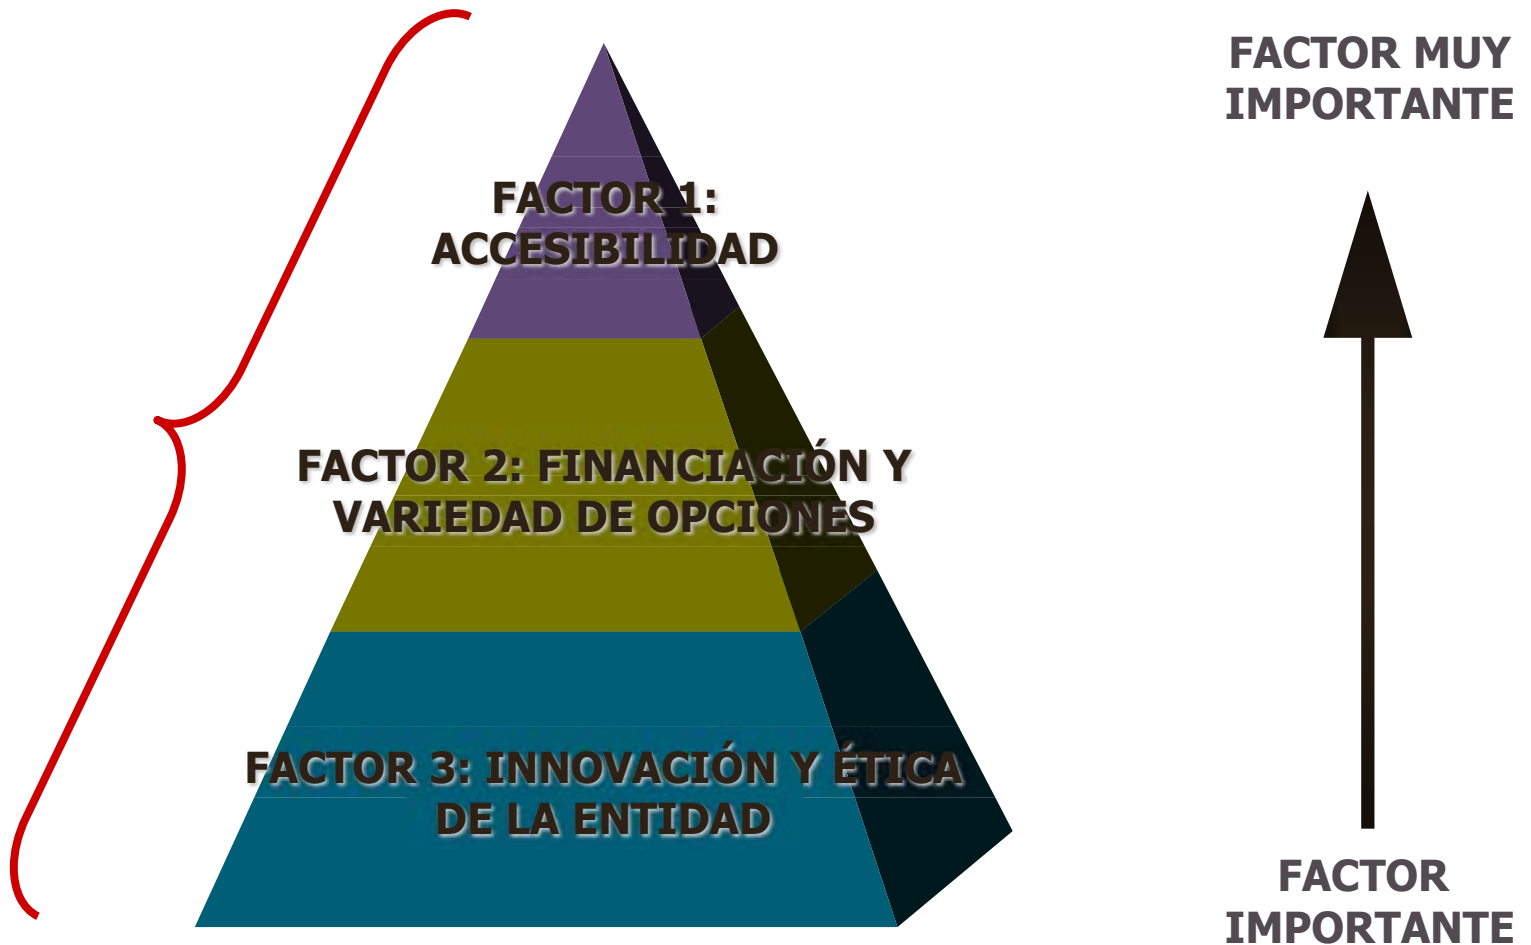 FACTOR MUY
IMPORTANTE
FACTOR 1:
ACCESIBILIDAD
FACTOR 2: FINANCIACIÓN Y
VARIEDAD DE OPCIONES
FACTOR 3: INNOVACIÓN Y ÉTICA
DE LA ENTIDAD
FACTOR
IMPORTANTE